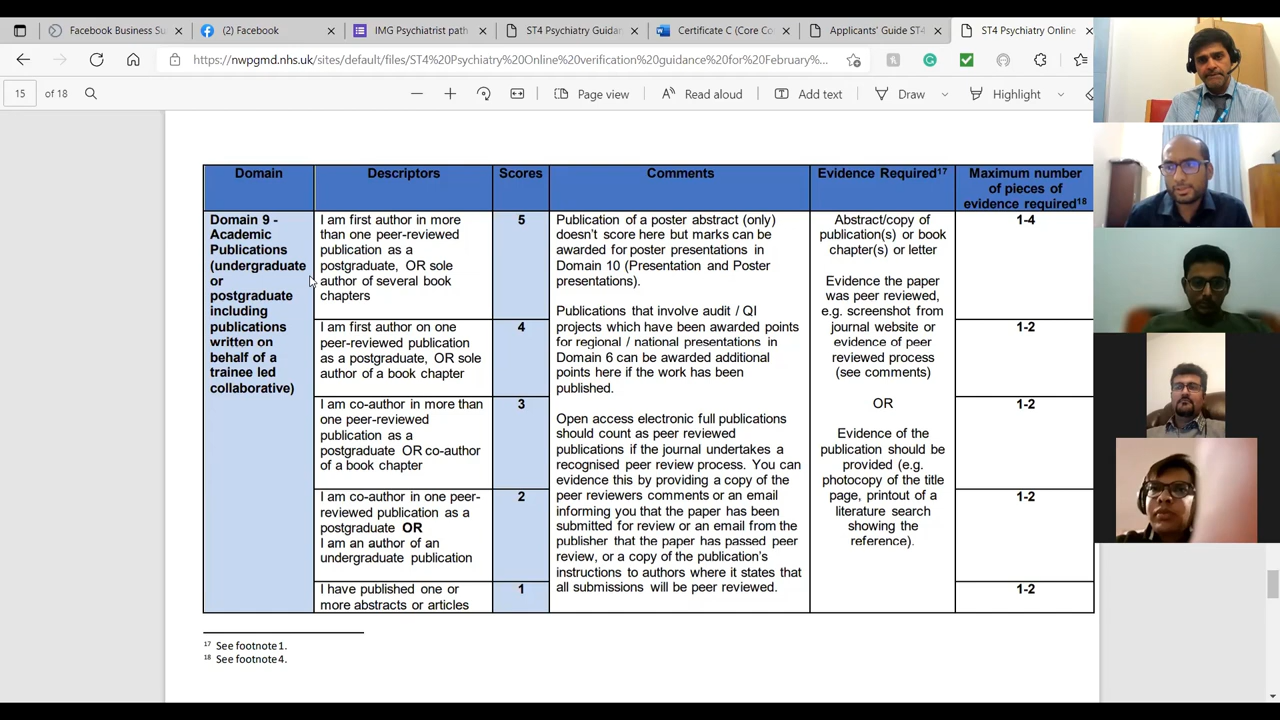 Facebook Business Su
(2) Facebook
IMG Psychiatrist path
ST4 Psychiatry Guidan
Certificate C (Core Co
Applicants' Guide ST4
ST4 Psychiatry Online
https://nwpgmd.nhs.uk/sites/default/files/ST4%20Psychiatry%20Online%20verification%20guidance%20for%20February%...
15 of 18
Page view
Read aloud
Add text
Draw
Highlight
Domain
Descriptors
Scores
Comments
Evidence Required17
Maximum number
of pieces of
evidence required18
Domain 9 -
Academic
Publications
(undergraduate
or
postgraduate
including
publications
written on
behalf of a
trainee led
collaborative)
I am first author in more
than one peer-reviewed
publication as a
postgraduate, OR sole
author of several book
chapters
5
I am first author on one
peer-reviewed publication
as a postgraduate, OR sole
author of a book chapter
4
I am co-author in more than
one peer-reviewed
publication as a
postgraduate OR co-author
of a book chapter
3
I am co-author in one peer-
reviewed publication as a
postgraduate OR
I am an author of an
undergraduate publication
2
I have published one or
more abstracts or articles
1
Publication of a poster abstract (only)
doesn't score here but marks can be
awarded for poster presentations in
Domain 10 (Presentation and Poster
presentations).
Publications that involve audit / QI
projects which have been awarded points
for regional / national presentations in
Domain 6 can be awarded additional
points here if the work has been
published.
Open access electronic full publications
should count as peer reviewed
publications if the journal undertakes a
recognised peer review process. You can
evidence this by providing a copy of the
peer reviewers comments or an email
informing you that the paper has been
submitted for review or an email from the
publisher that the paper has passed peer
review, or a copy of the publication's
instructions to authors where it states that
all submissions will be peer reviewed.
Abstract/copy of
publication(s) or book
chapter(s) or letter
Evidence the paper
was peer reviewed,
e.g. screenshot from
journal website or
evidence of peer
reviewed process
(see comments)
OR
Evidence of the
publication should be
provided (e.g.
photocopy of the title
page, printout of a
literature search
showing the
reference).
1-4
1-2
1-2
1-2
1-2
17 See footnote 1.
18 See footnote 4.